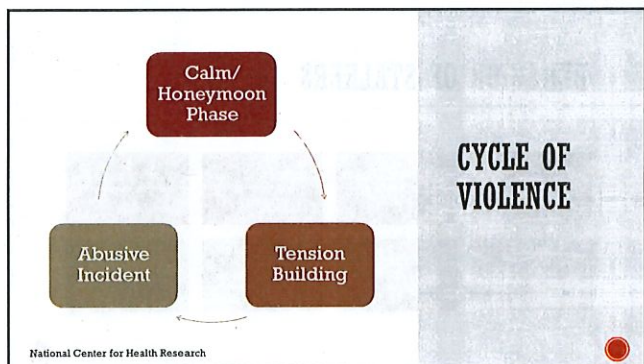 Calm/
Honeymoon
Phase
CYCLE OF
VIOLENCE
Abusive
Incident
Tension
Building
National Center for Health Research